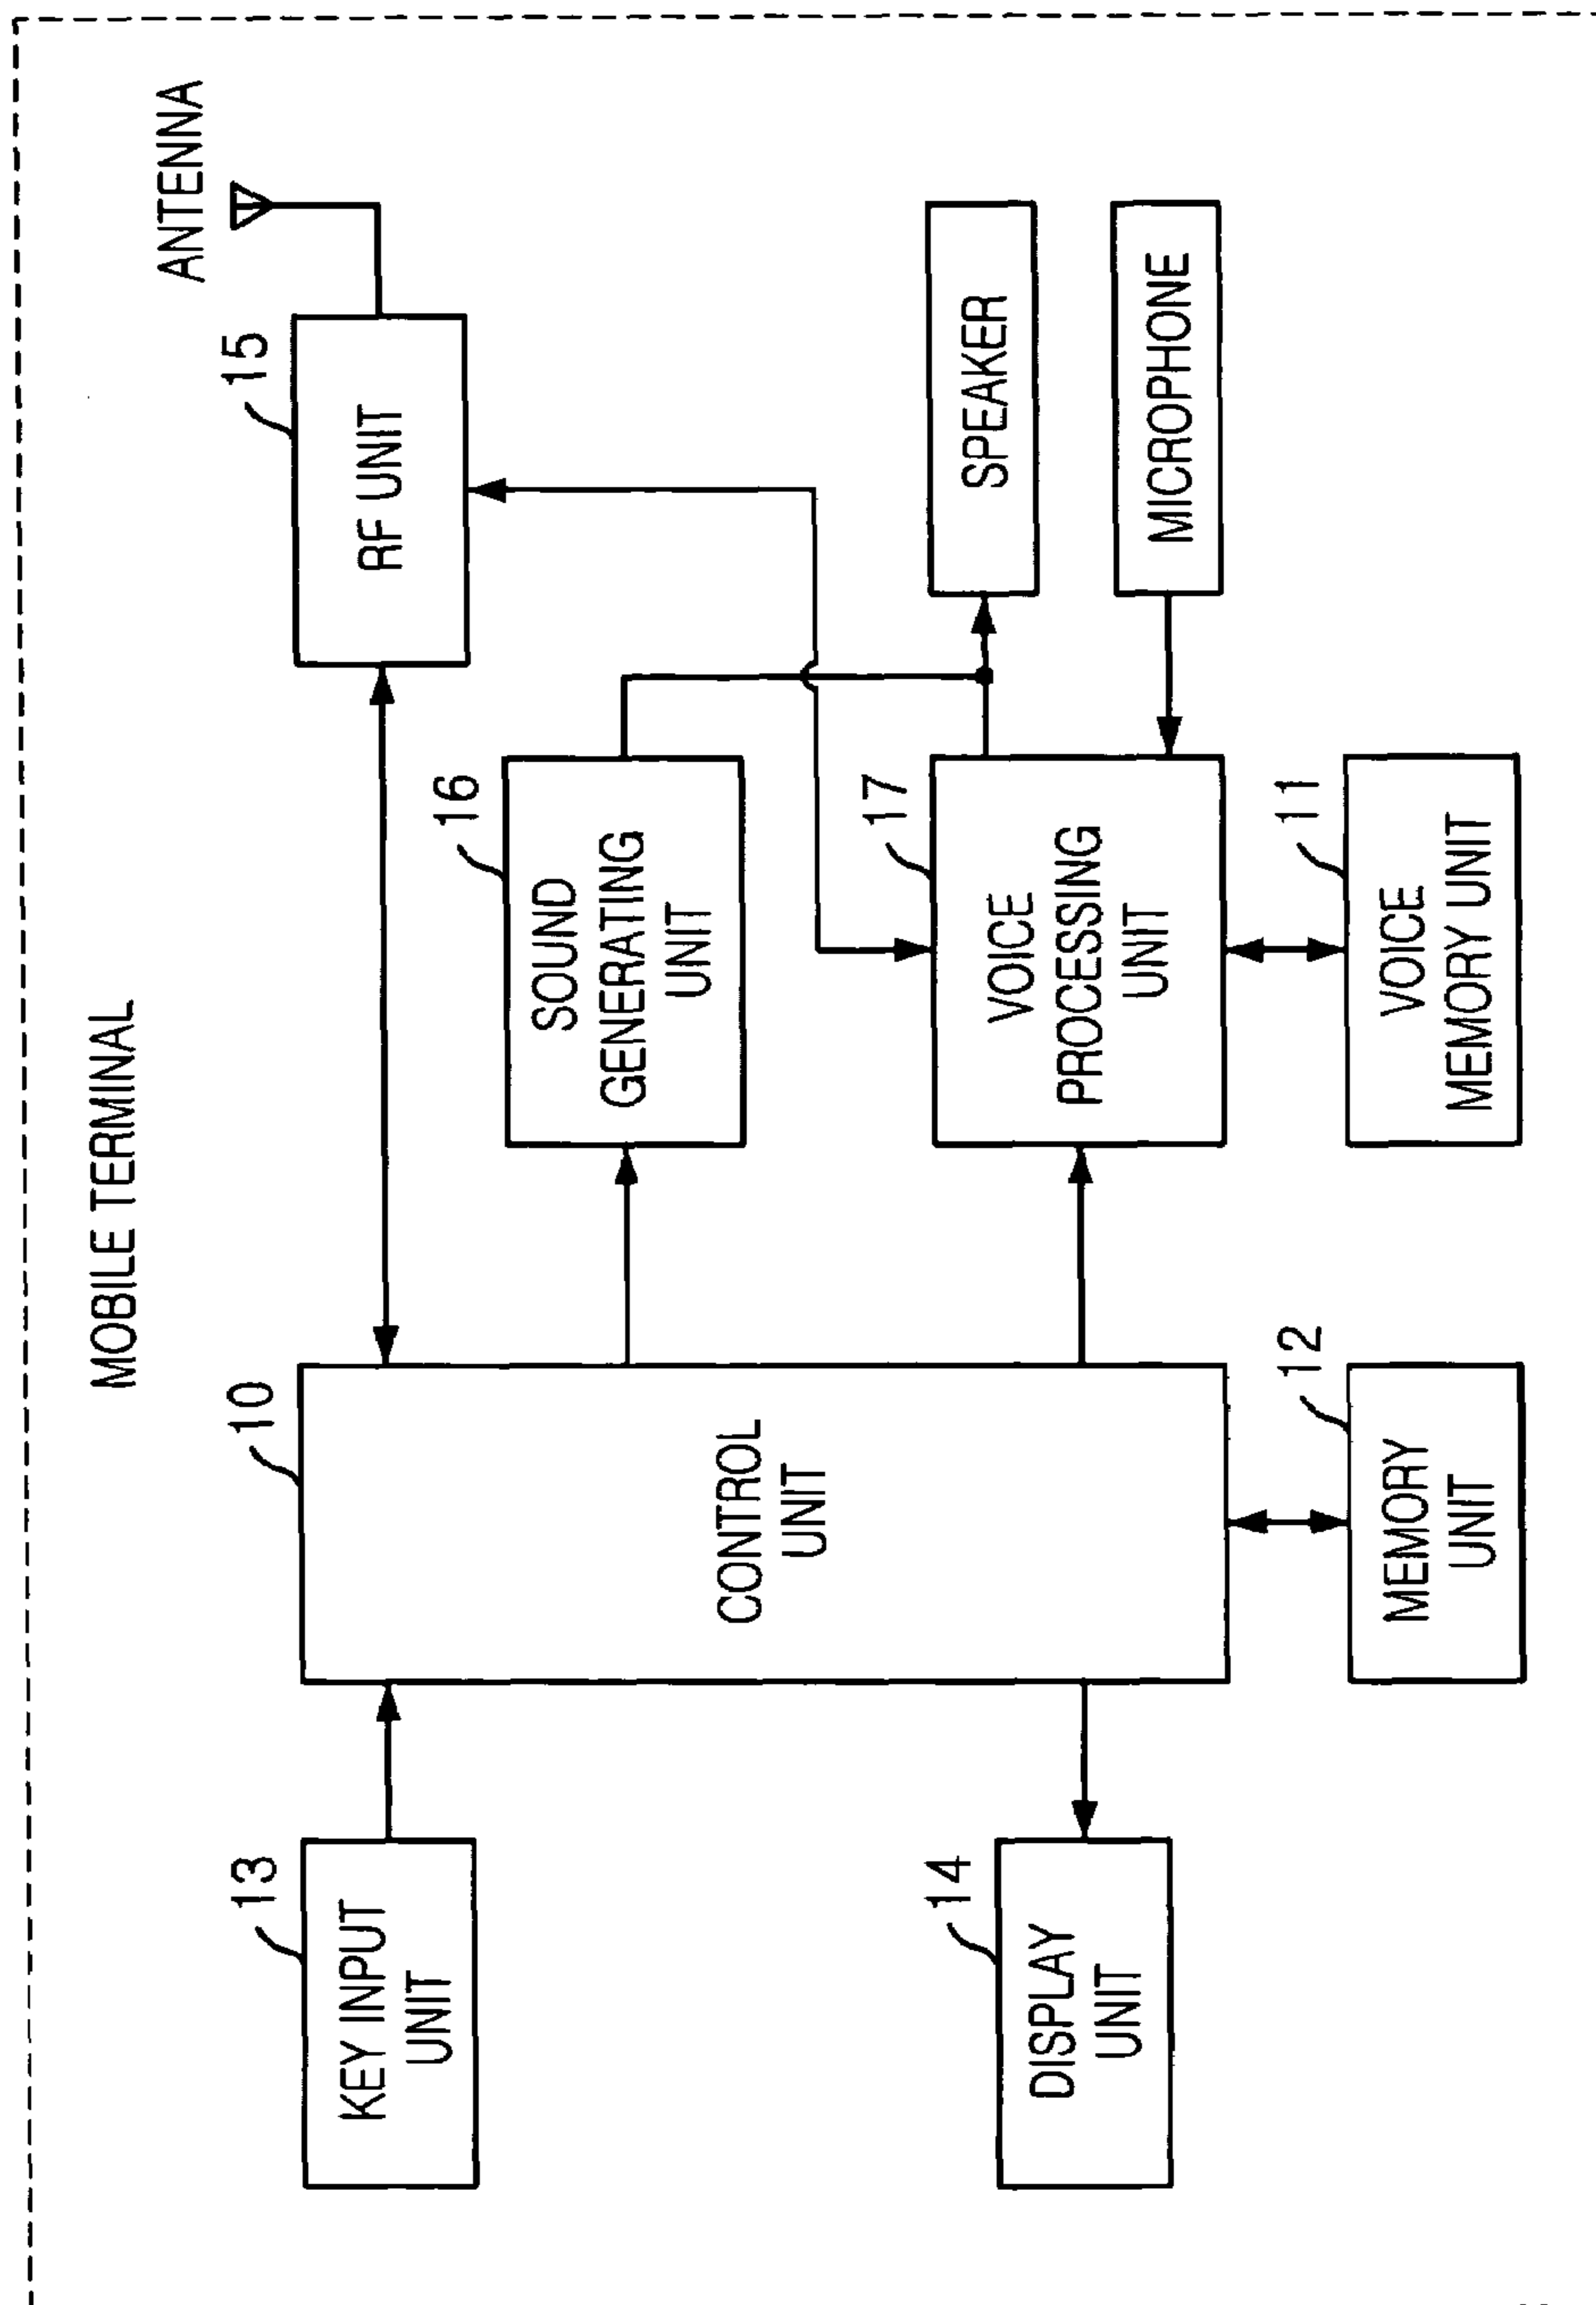 MOBILE TERMINAL
ANTENNA
13
KEY INPUT
UNIT
10
CONTROL
UNIT
15
RF UNIT
16
SOUND
GENERATING
UNIT
14
DISPLAY
UNIT
17
VOICE
PROCESSING
UNIT
SPEAKER
MICROPHONE
12
MEMORY
UNIT
11
VOICE
MEMORY UNIT